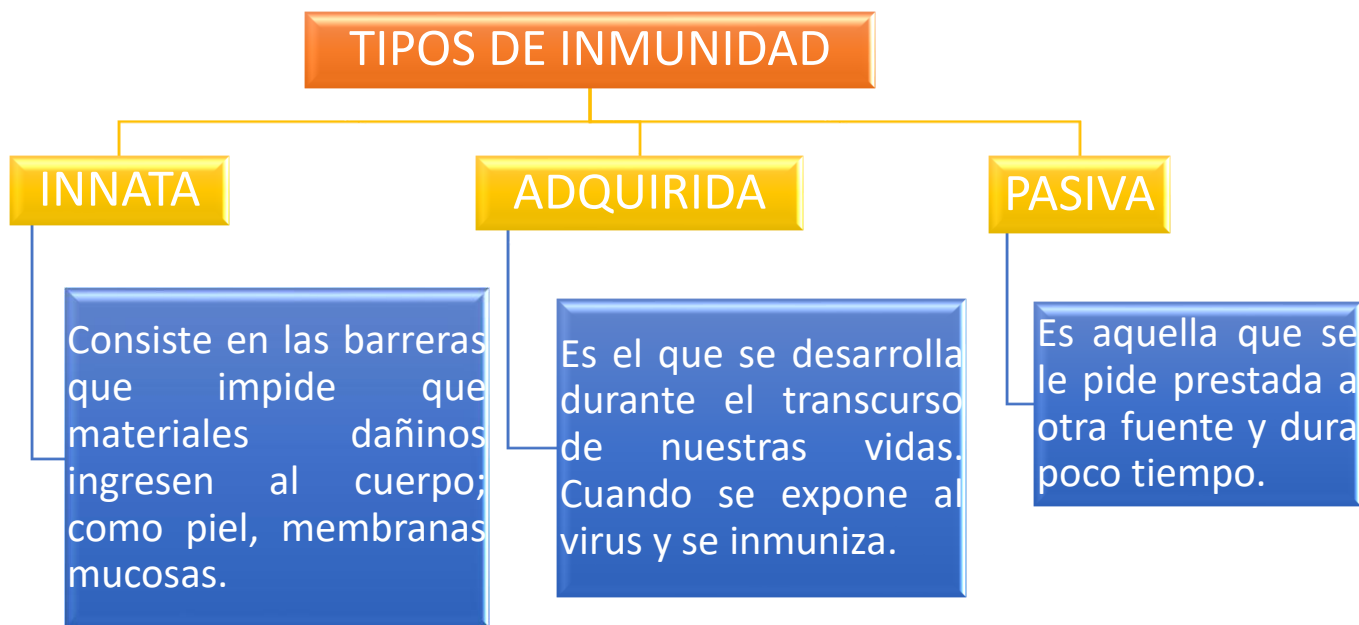 TIPOS DE INMUNIDAD
INNATA
Consiste en las barreras
que impide que
materiales dañinos
ingresen al cuerpo;
como piel, membranas
mucosas.
ADQUIRIDA
Es el que se desarrolla
durante el transcurso
de nuestras vidas.
Cuando se expone al
virus y se inmuniza.
PASIVA
Es aquella que se
le pide prestada a
otra fuente y dura
poco tiempo.